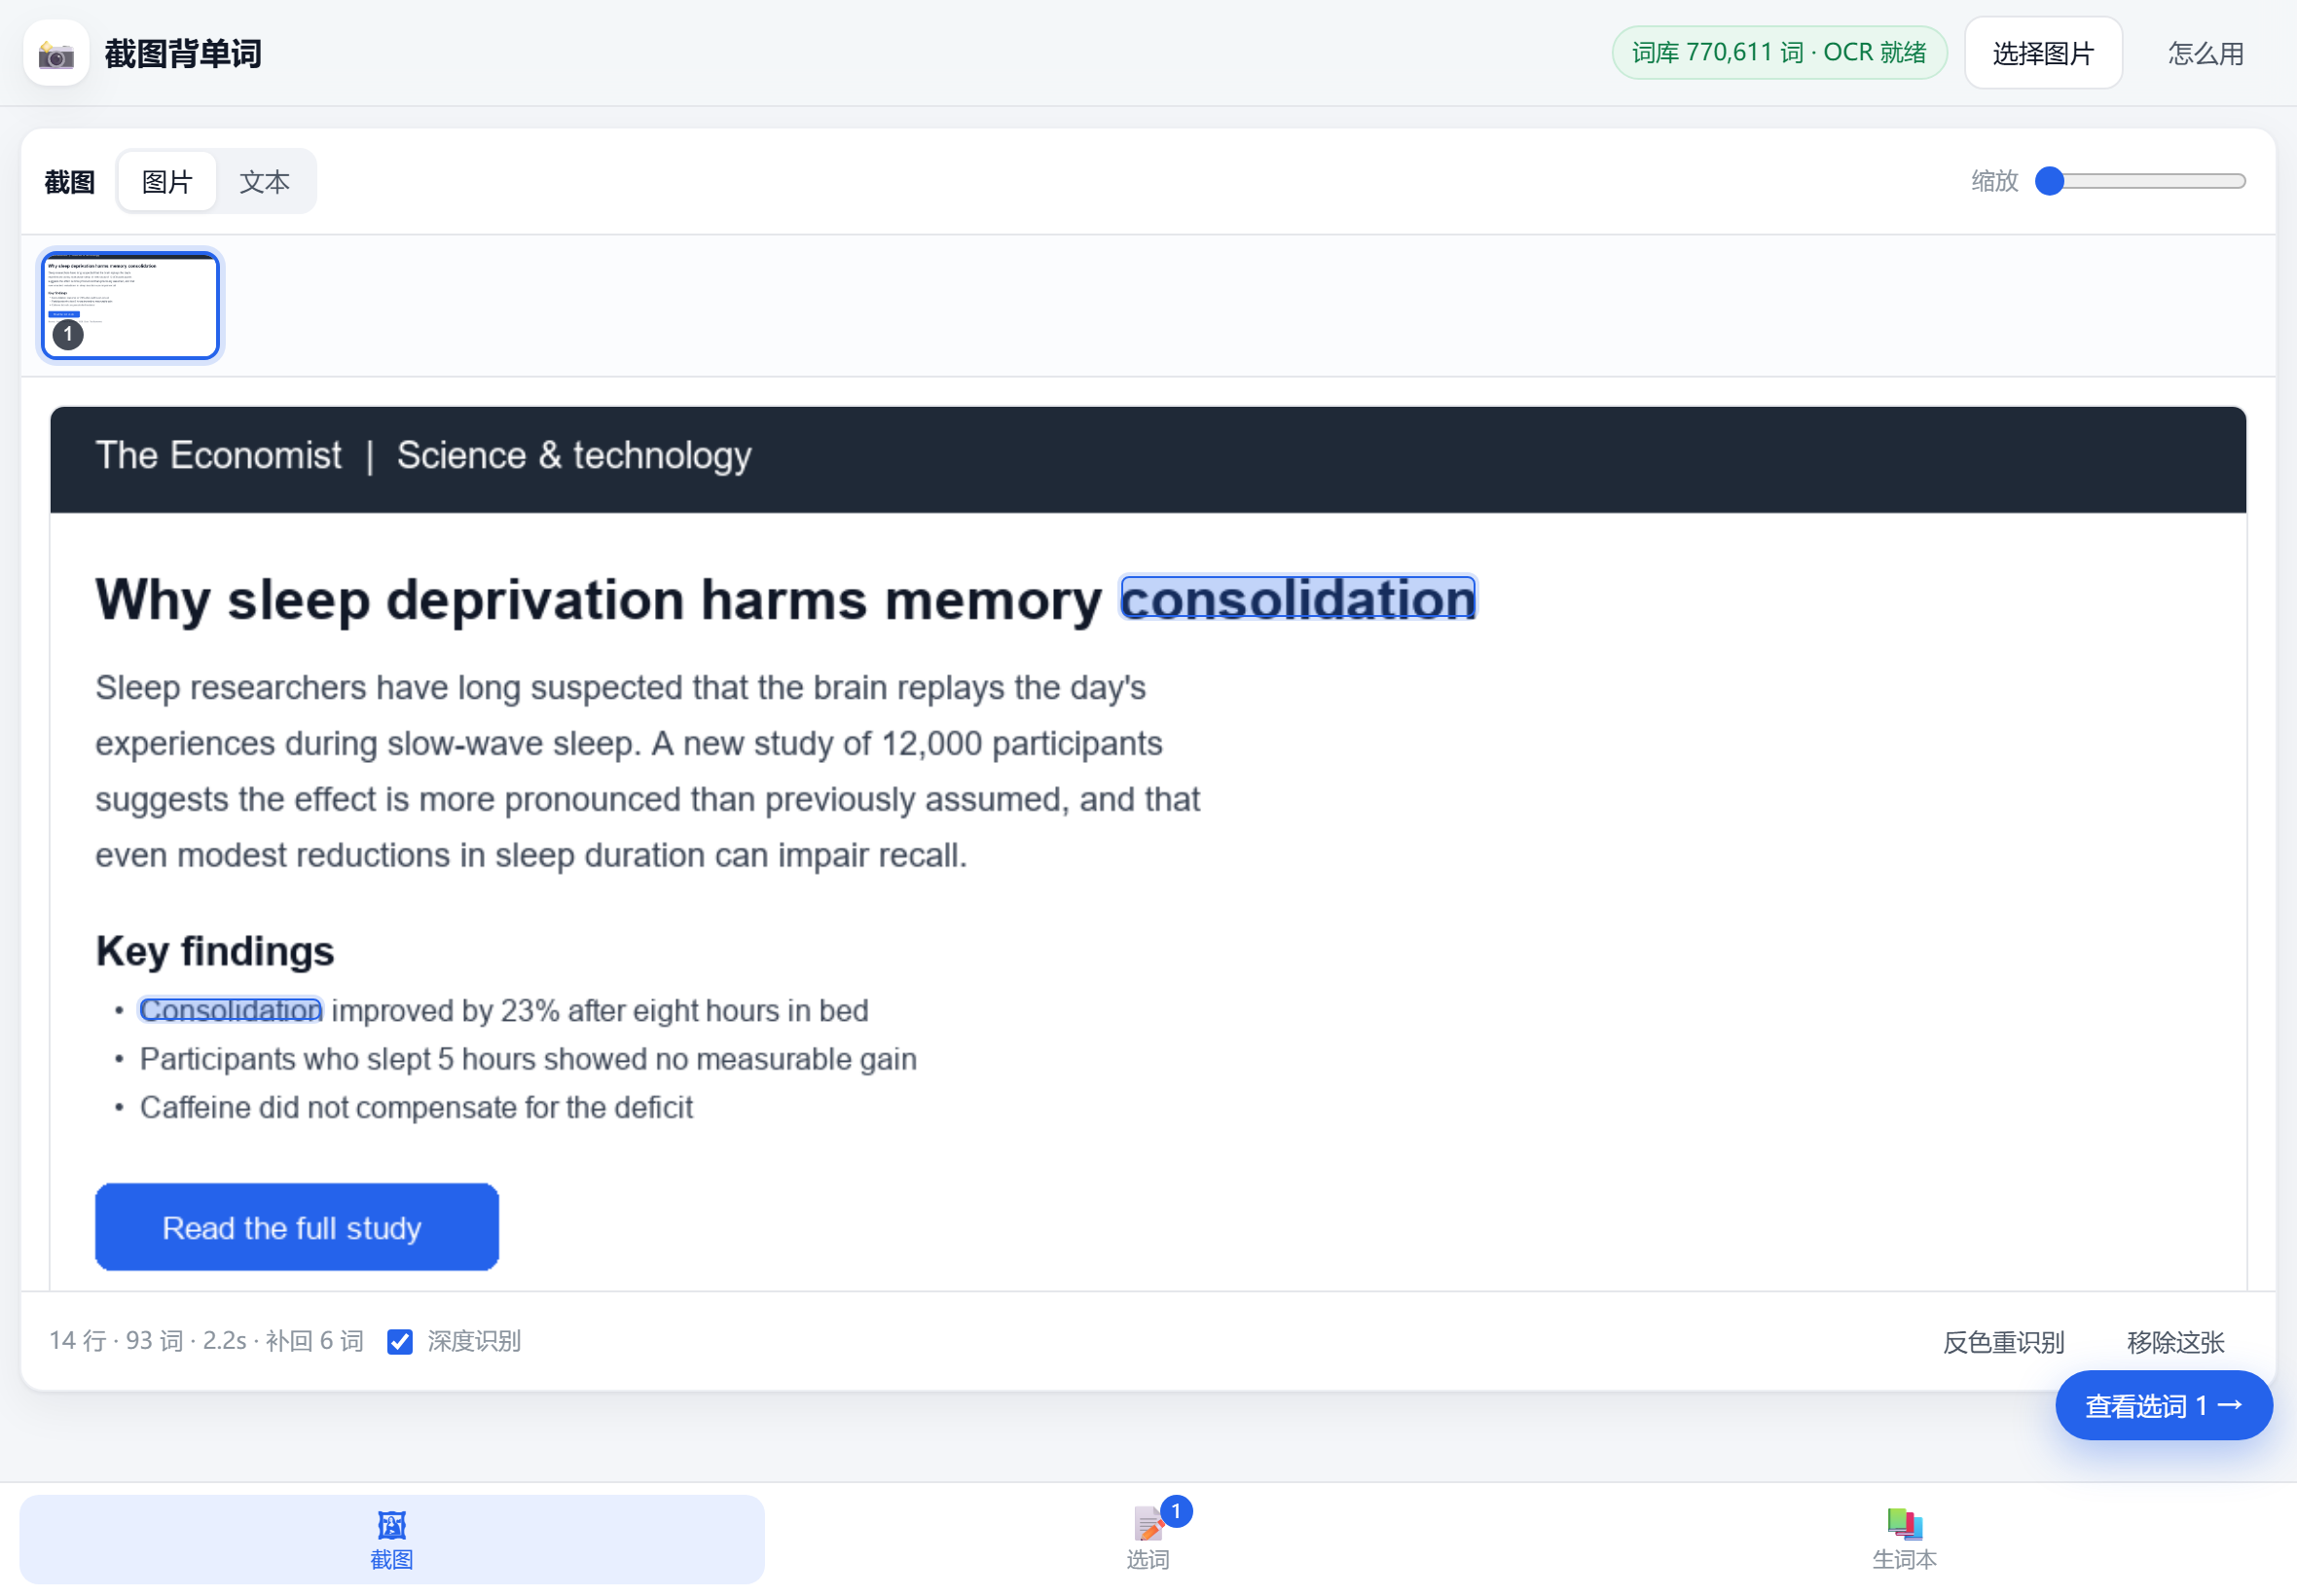 截图背单词
词库 770,611 词 · OCR 就绪
选择图片
怎么用
截图
图片
文本
缩放
1
The Economist | Science & technology
Why sleep deprivation harms memory consolidation
Sleep researchers have long suspected that the brain replays the day's
experiences during slow-wave sleep. A new study of 12,000 participants
suggests the effect is more pronounced than previously assumed, and that
even modest reductions in sleep duration can impair recall.
Key findings
• Consolidation improved by 23% after eight hours in bed
• Participants who slept 5 hours showed no measurable gain
• Caffeine did not compensate for the deficit
Read the full study
14 行 · 93 词 · 2.2s · 补回 6 词
深度识别
反色重识别
移除这张
查看选词 1 →
截图
1
选词
生词本